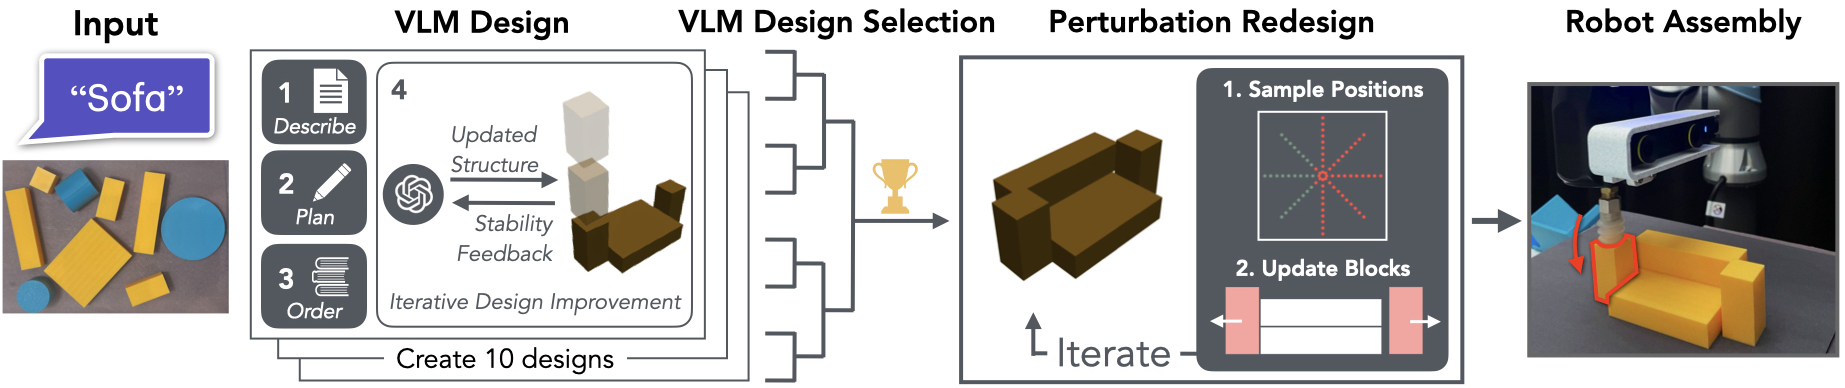 Input
VLM Design
VLM Design Selection
Perturbation Redesign
Robot Assembly
“Sofa”
1
Describe
2
Plan
3
Order
4
Updated
Structure
Stability
Feedback
Iterative Design Improvement
Create 10 designs
1. Sample Positions
2. Update Blocks
Iterate